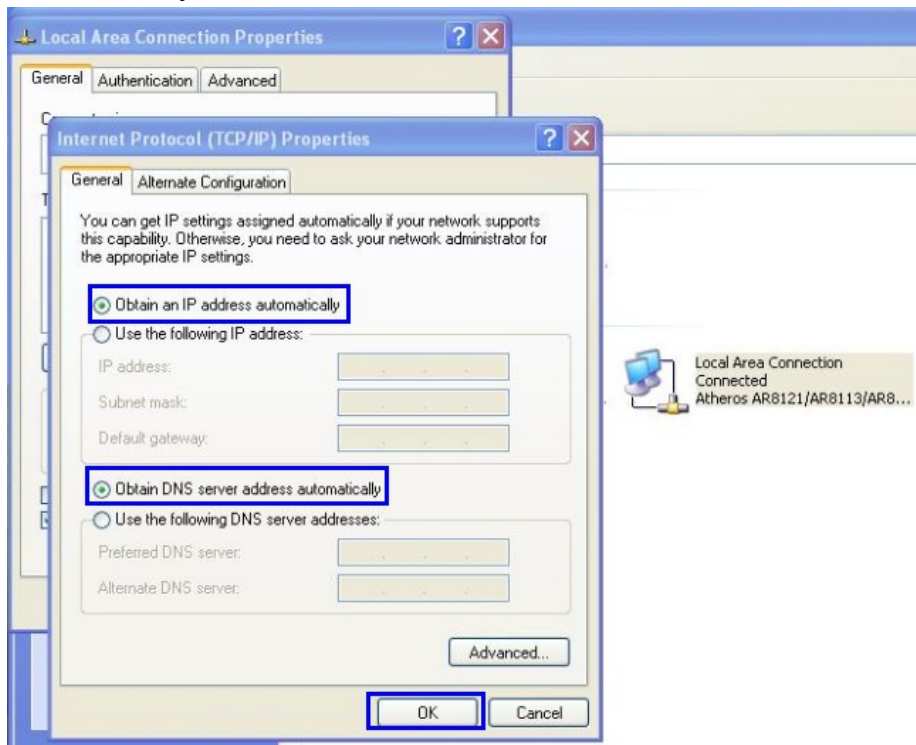 Local Area Connection Properties
General Authentication Advanced
Internet Protocol (TCP/IP) Properties
General Alternate Configuration
You can get IP settings assigned automatically if your network supports
this capability. Otherwise, you need to ask your network administrator for
the appropriate IP settings.
Obtain an IP address automatically
Use the following IP address:
IP address:
Subnet mask:
Default gateway:
Obtain DNS server address automatically
Use the following DNS server addresses:
Preferred DNS server:
Alternate DNS server:
Advanced...
OK Cancel
Local Area Connection
Connected
Atheros AR8121/AR8113/AR8...